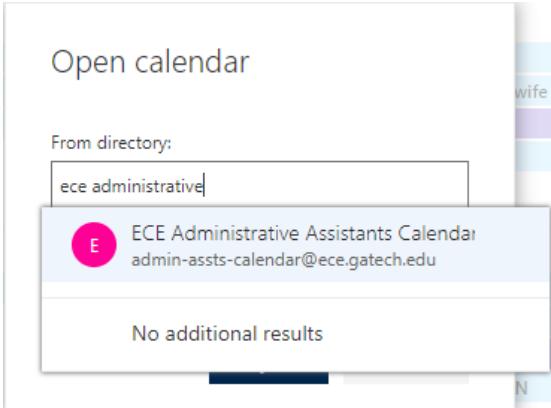 Open calendar
wife
From directory:
ece administrative
E
ECE Administrative Assistants Calendar
admin-assts-calendar@ece.gatech.edu
No additional results
N